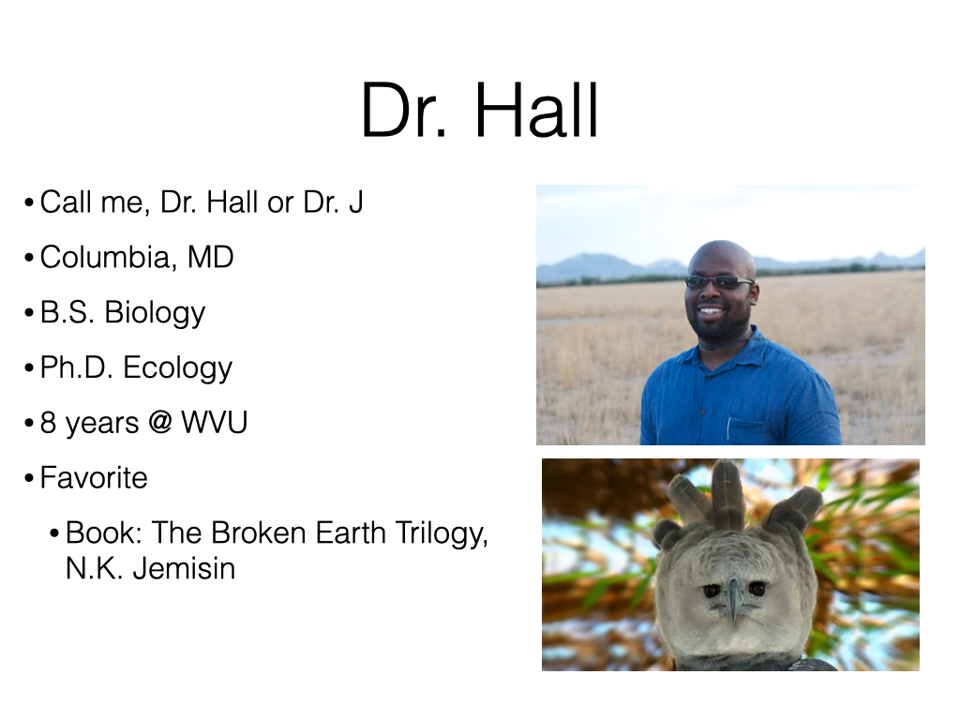 Dr. Hall
• Call me, Dr. Hall or Dr. J
• Columbia, MD
• B.S. Biology
• Ph.D. Ecology
• 8 years @ WVU
• Favorite
• Book: The Broken Earth Trilogy,
N.K. Jemisin